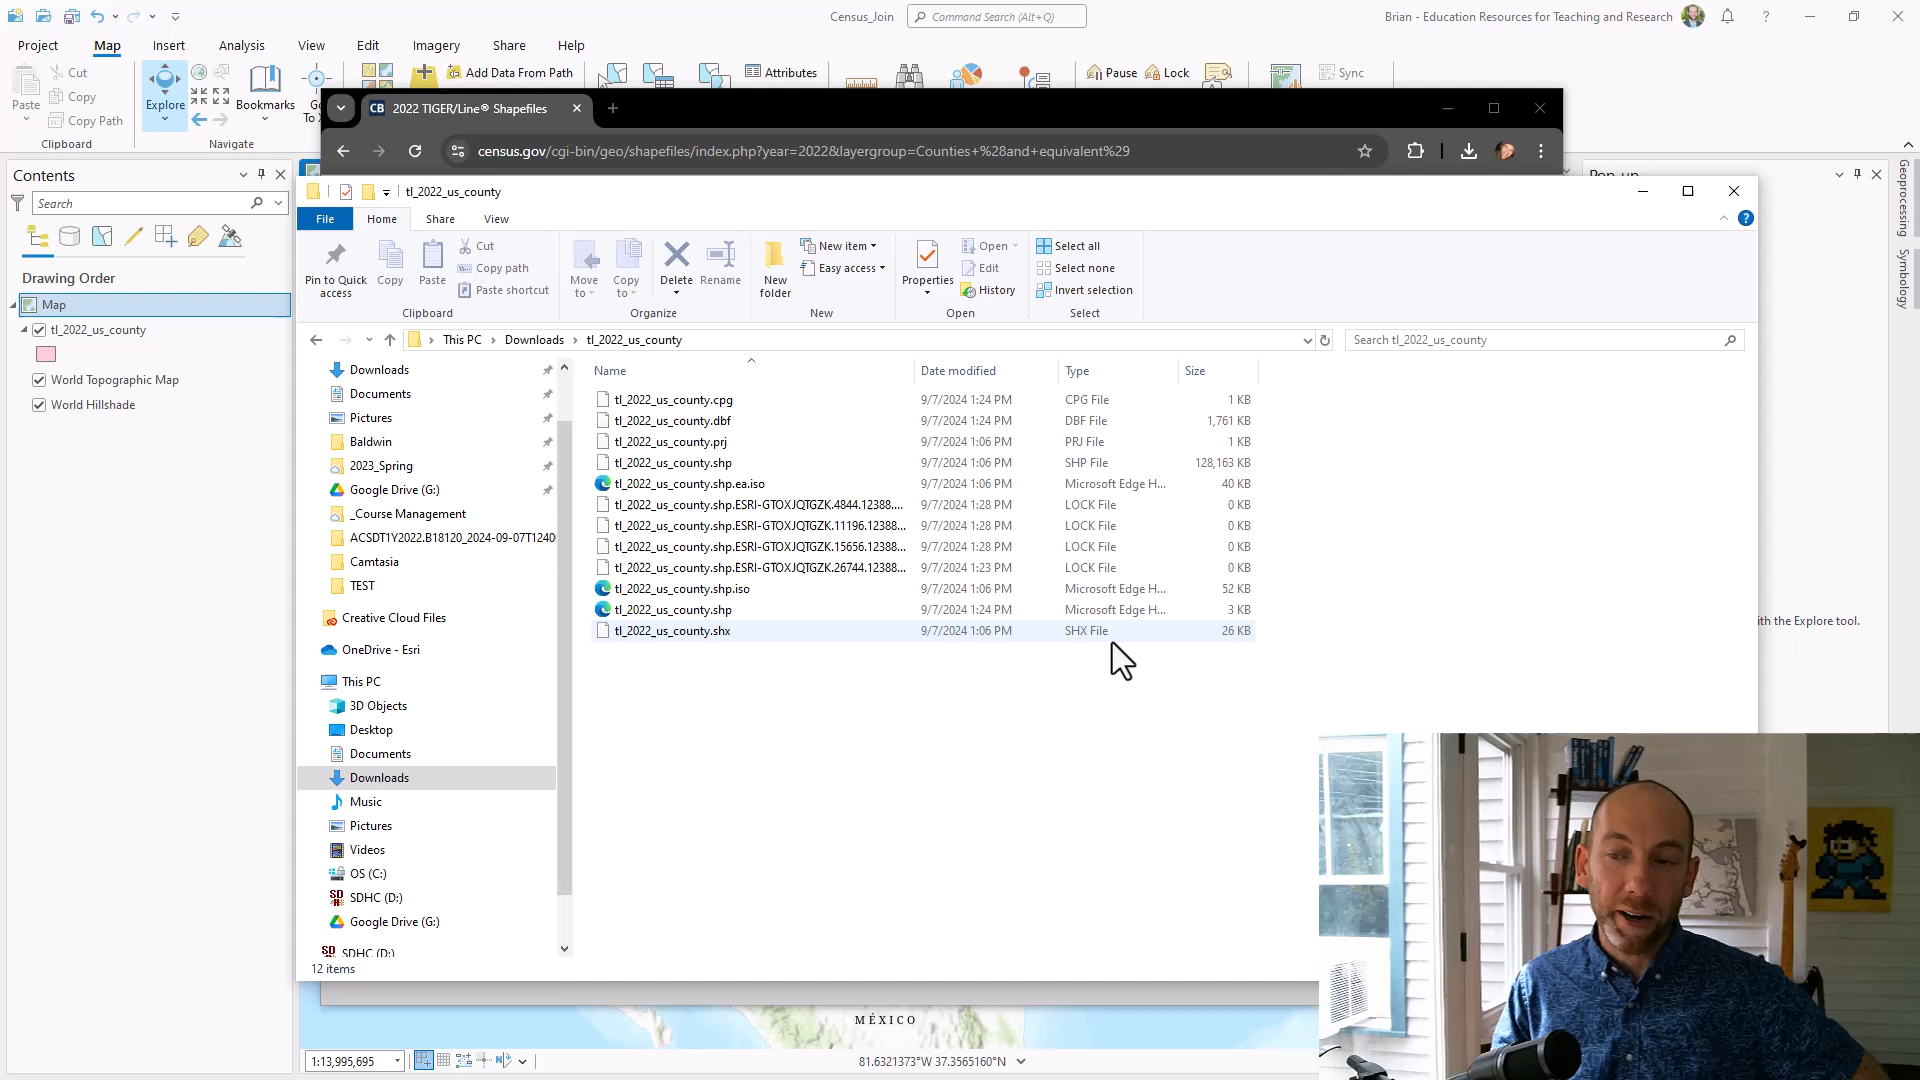 Census_Join
Command Search (Alt+Q)
Brian - Education Resources for Teaching and Research
Project Map Insert Analysis View Edit Imagery Share Help
Paste
Cut
Copy
Copy Path
Clipboard
Explore
Bookmarks
Navigate
Add Data From Path
Attributes
Pause
Lock
Sync
CB 2022 TIGER/Line® Shapefiles
census.gov/cgi-bin/geo/shapefiles/index.php?year=2022&layergroup=Counties+%28and+equivalent%29
Contents
Search
Drawing Order
Map
tl_2022_us_county
World Topographic Map
World Hillshade
Pop-up
Geoprocessing
Symbology
ith the Explore tool.
tl_2022_us_county
File Home Share View
Pin to Quick access
Copy
Paste
Cut
Copy path
Paste shortcut
Clipboard
Move to
Copy to
Delete
Rename
Organize
New folder
New item
Easy access
New
Properties
Open
Edit
History
Open
Select all
Select none
Invert selection
Select
This PC > Downloads > tl_2022_us_county
Search tl_2022_us_county
Downloads
Documents
Pictures
Baldwin
2023_Spring
Google Drive (G:)
_Course Management
ACSDT1Y2022.B18120_2024-09-07T1240
Camtasia
TEST
Creative Cloud Files
OneDrive - Esri
This PC
3D Objects
Desktop
Documents
Downloads
Music
Pictures
Videos
OS (C:)
SDHC (D:)
Google Drive (G:)
SDHC (D:)
Name Date modified Type Size
tl_2022_us_county.cpg 9/7/2024 1:24 PM CPG File 1 KB
tl_2022_us_county.dbf 9/7/2024 1:24 PM DBF File 1,761 KB
tl_2022_us_county.prj 9/7/2024 1:06 PM PRJ File 1 KB
tl_2022_us_county.shp 9/7/2024 1:06 PM SHP File 128,163 KB
tl_2022_us_county.shp.ea.iso 9/7/2024 1:06 PM Microsoft Edge H... 40 KB
tl_2022_us_county.shp.ESRI-GTOXJQTGZK.4844.12388.... 9/7/2024 1:28 PM LOCK File 0 KB
tl_2022_us_county.shp.ESRI-GTOXJQTGZK.11196.12388... 9/7/2024 1:28 PM LOCK File 0 KB
tl_2022_us_county.shp.ESRI-GTOXJQTGZK.15656.12388... 9/7/2024 1:28 PM LOCK File 0 KB
tl_2022_us_county.shp.ESRI-GTOXJQTGZK.26744.12388... 9/7/2024 1:23 PM LOCK File 0 KB
tl_2022_us_county.shp.iso 9/7/2024 1:06 PM Microsoft Edge H... 52 KB
tl_2022_us_county.shp 9/7/2024 1:24 PM Microsoft Edge H... 3 KB
tl_2022_us_county.shx 9/7/2024 1:06 PM SHX File 26 KB
12 items
MÉXICO
1:13,995,695
81.6321373°W 37.3565160°N